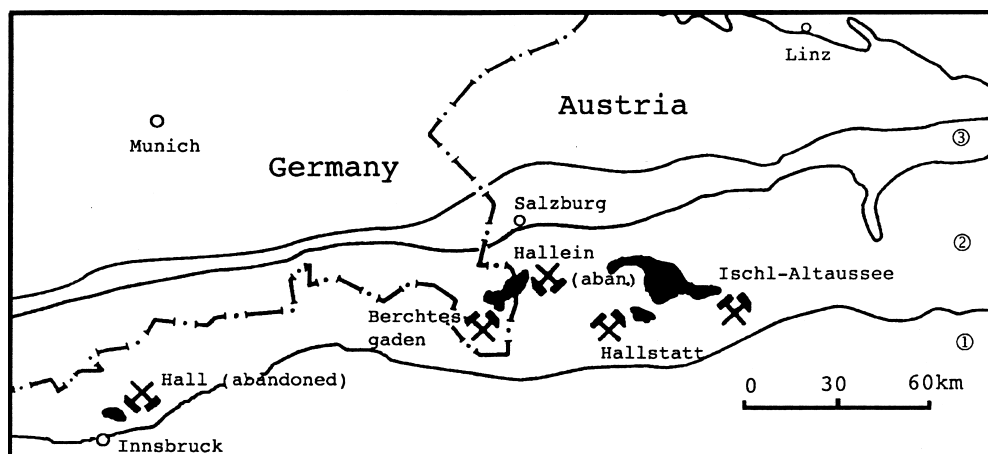 Linz
Austria
③
Munich
Germany
Salzburg
②
Hallein
(aban.)
Ischl-Altaussee
Berchtes-
gaden
Hallstatt
①
Hall (abandoned)
0 30 60km
Innsbruck